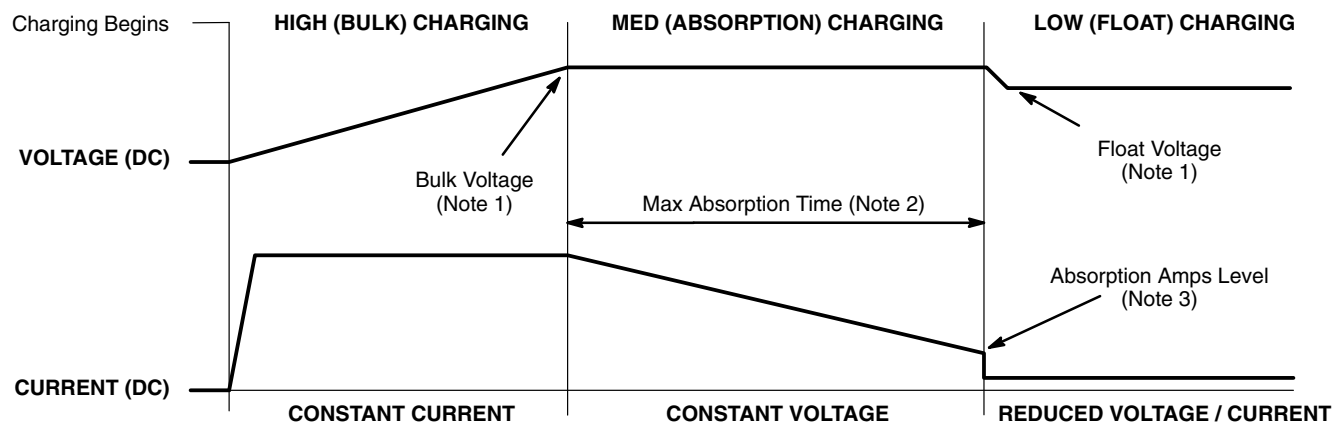 Charging Begins
HIGH (BULK) CHARGING
MED (ABSORPTION) CHARGING
LOW (FLOAT) CHARGING
VOLTAGE (DC)
Bulk Voltage
(Note 1)
Max Absorption Time (Note 2)
Float Voltage
(Note 1)
Absorption Amps Level
(Note 3)
CURRENT (DC)
CONSTANT CURRENT
CONSTANT VOLTAGE
REDUCED VOLTAGE / CURRENT